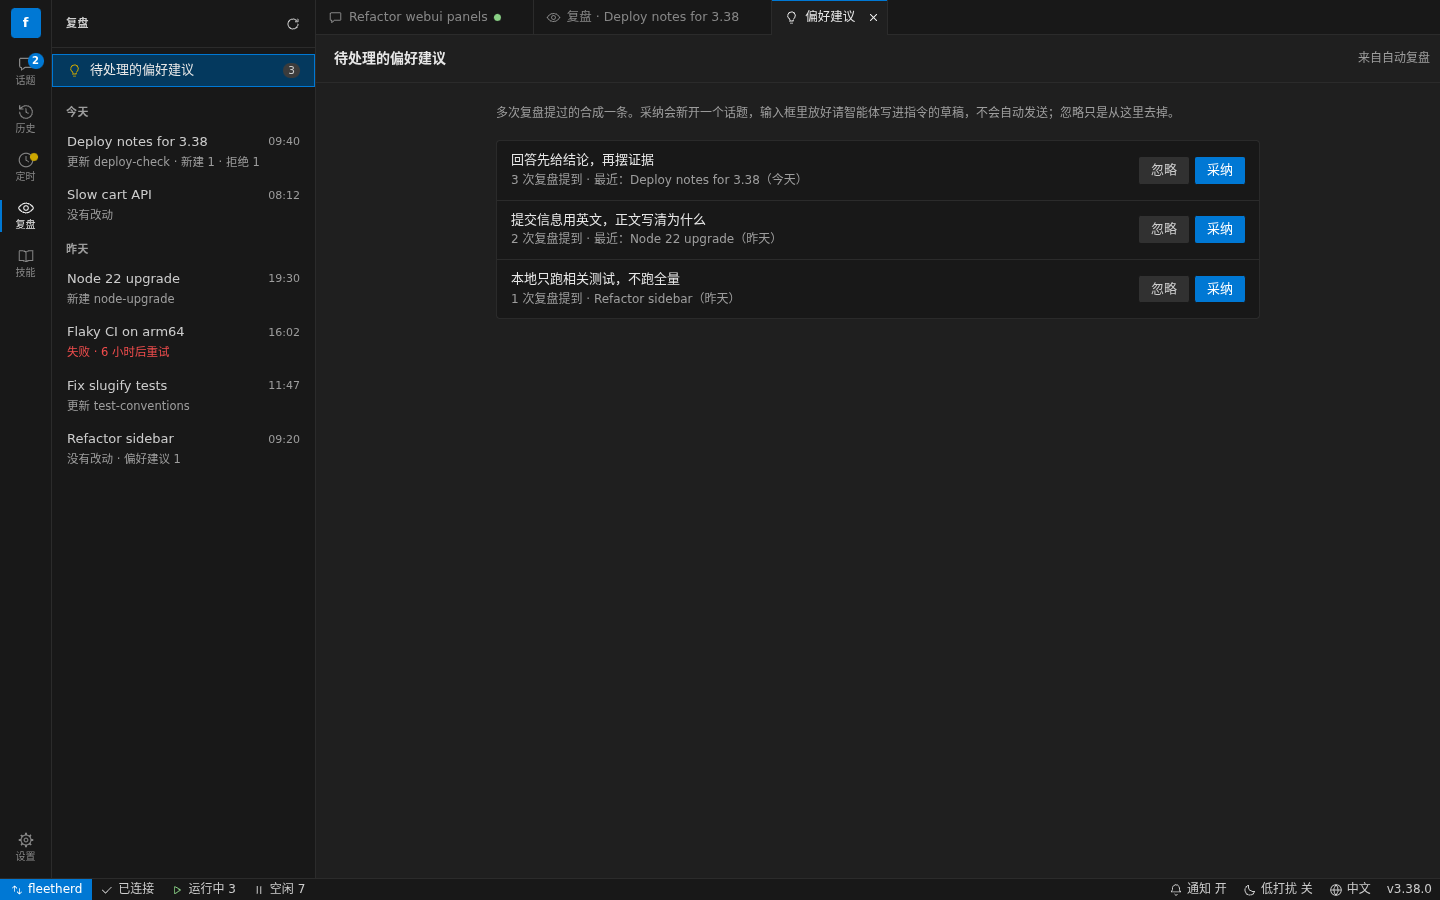 f
2
话题
历史
定时
复盘
技能
设置
复盘
待处理的偏好建议 3
今天
Deploy notes for 3.38 09:40
更新 deploy-check · 新建 1 · 拒绝 1
Slow cart API 08:12
没有改动
昨天
Node 22 upgrade 19:30
新建 node-upgrade
Flaky CI on arm64 16:02
失败 · 6 小时后重试
Fix slugify tests 11:47
更新 test-conventions
Refactor sidebar 09:20
没有改动 · 偏好建议 1
Refactor webui panels
复盘 · Deploy notes for 3.38
偏好建议
待处理的偏好建议 来自自动复盘
多次复盘提过的合成一条。采纳会新开一个话题，输入框里放好请智能体写进指令的草稿，不会自动发送；忽略只是从这里去掉。
回答先给结论，再摆证据
3 次复盘提到 · 最近：Deploy notes for 3.38（今天）
忽略 采纳
提交信息用英文，正文写清为什么
2 次复盘提到 · 最近：Node 22 upgrade（昨天）
忽略 采纳
本地只跑相关测试，不跑全量
1 次复盘提到 · Refactor sidebar（昨天）
忽略 采纳
fleetherd 已连接 运行中 3 空闲 7 通知 开 低打扰 关 中文 v3.38.0